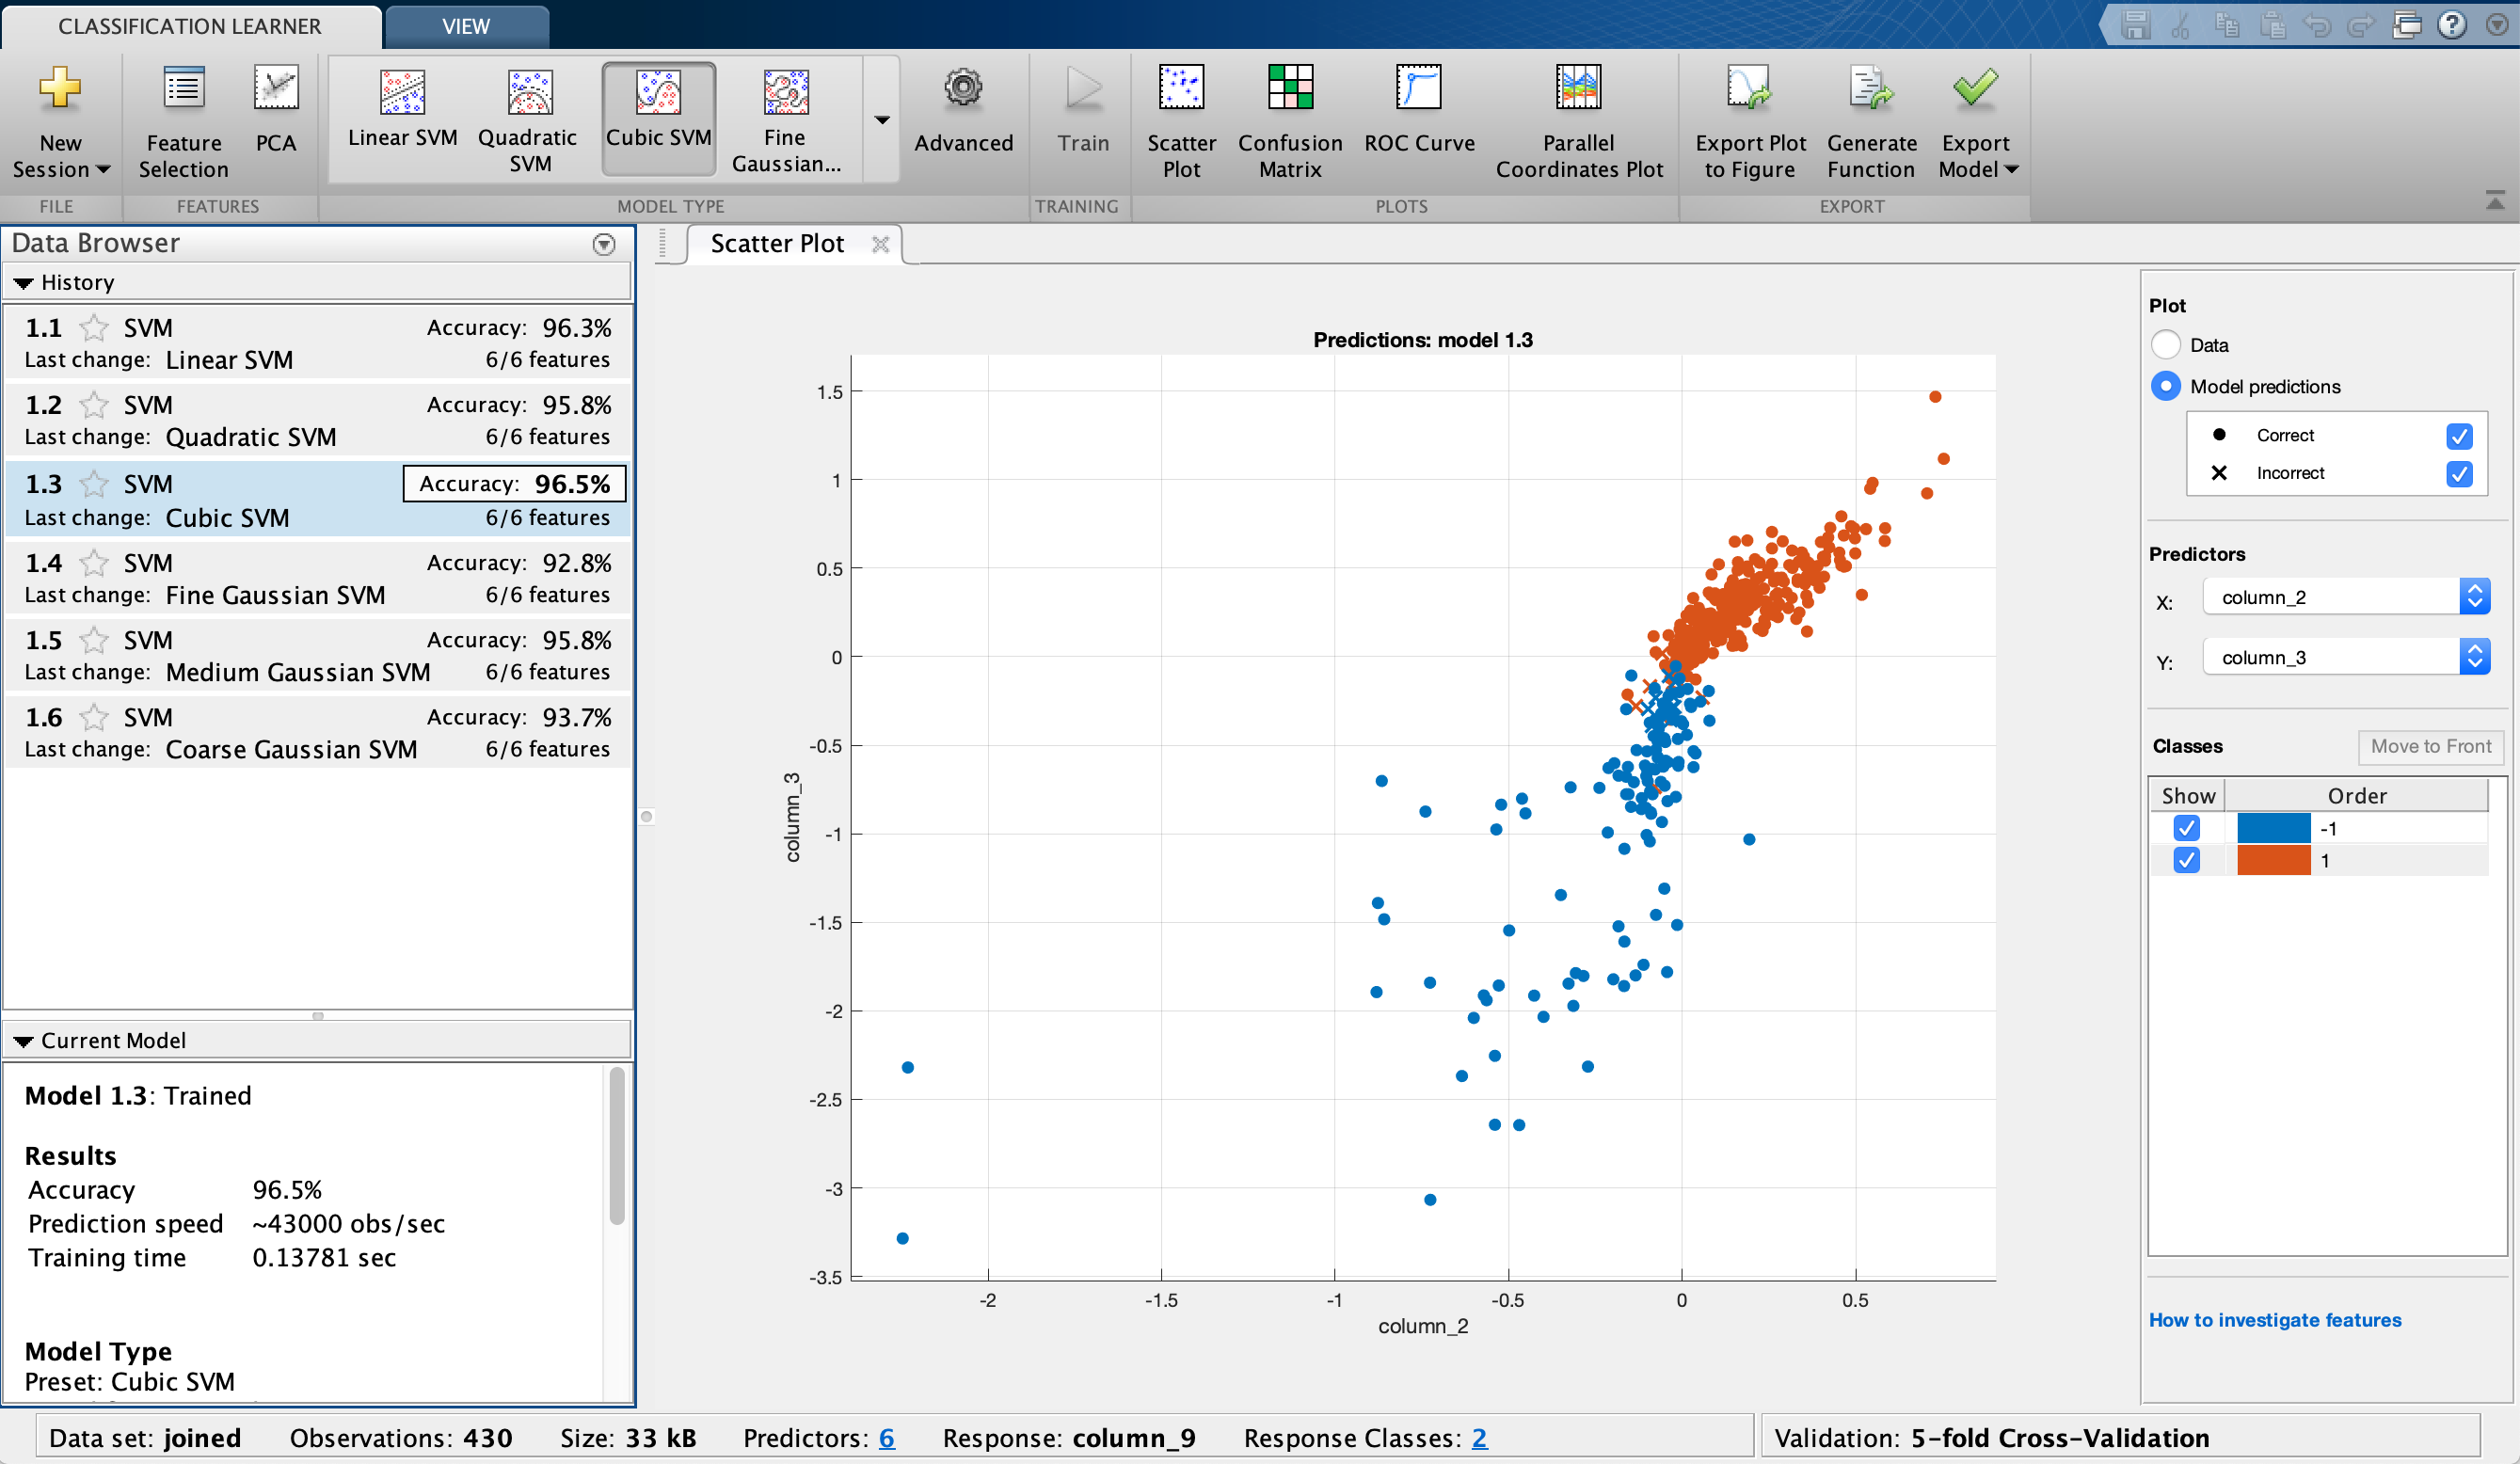 CLASSIFICATION LEARNER
VIEW
New Session
Feature Selection
PCA
Linear SVM
Quadratic SVM
Cubic SVM
Fine Gaussian...
Advanced
Train
Scatter Plot
Confusion Matrix
ROC Curve
Parallel Coordinates Plot
Export Plot to Figure
Generate Function
Export Model
FILE
FEATURES
MODEL TYPE
TRAINING
PLOTS
EXPORT
Data Browser
History
1.1 SVM Accuracy: 96.3%
Last change: Linear SVM 6/6 features
1.2 SVM Accuracy: 95.8%
Last change: Quadratic SVM 6/6 features
1.3 SVM Accuracy: 96.5%
Last change: Cubic SVM 6/6 features
1.4 SVM Accuracy: 92.8%
Last change: Fine Gaussian SVM 6/6 features
1.5 SVM Accuracy: 95.8%
Last change: Medium Gaussian SVM 6/6 features
1.6 SVM Accuracy: 93.7%
Last change: Coarse Gaussian SVM 6/6 features
Current Model
Model 1.3: Trained
Results
Accuracy 96.5%
Prediction speed ~43000 obs/sec
Training time 0.13781 sec
Model Type
Preset: Cubic SVM
Scatter Plot
Predictions: model 1.3
1.5
1
0.5
0
-0.5
-1
-1.5
-2
-2.5
-3
-3.5
column_3
-2 -1.5 -1 -0.5 0 0.5
column_2
Plot
Data
Model predictions
Correct
Incorrect
Predictors
X: column_2
Y: column_3
Classes
Move to Front
Show Order
-1
1
How to investigate features
Data set: joined Observations: 430 Size: 33 kB Predictors: 6 Response: column_9 Response Classes: 2
Validation: 5-fold Cross-Validation